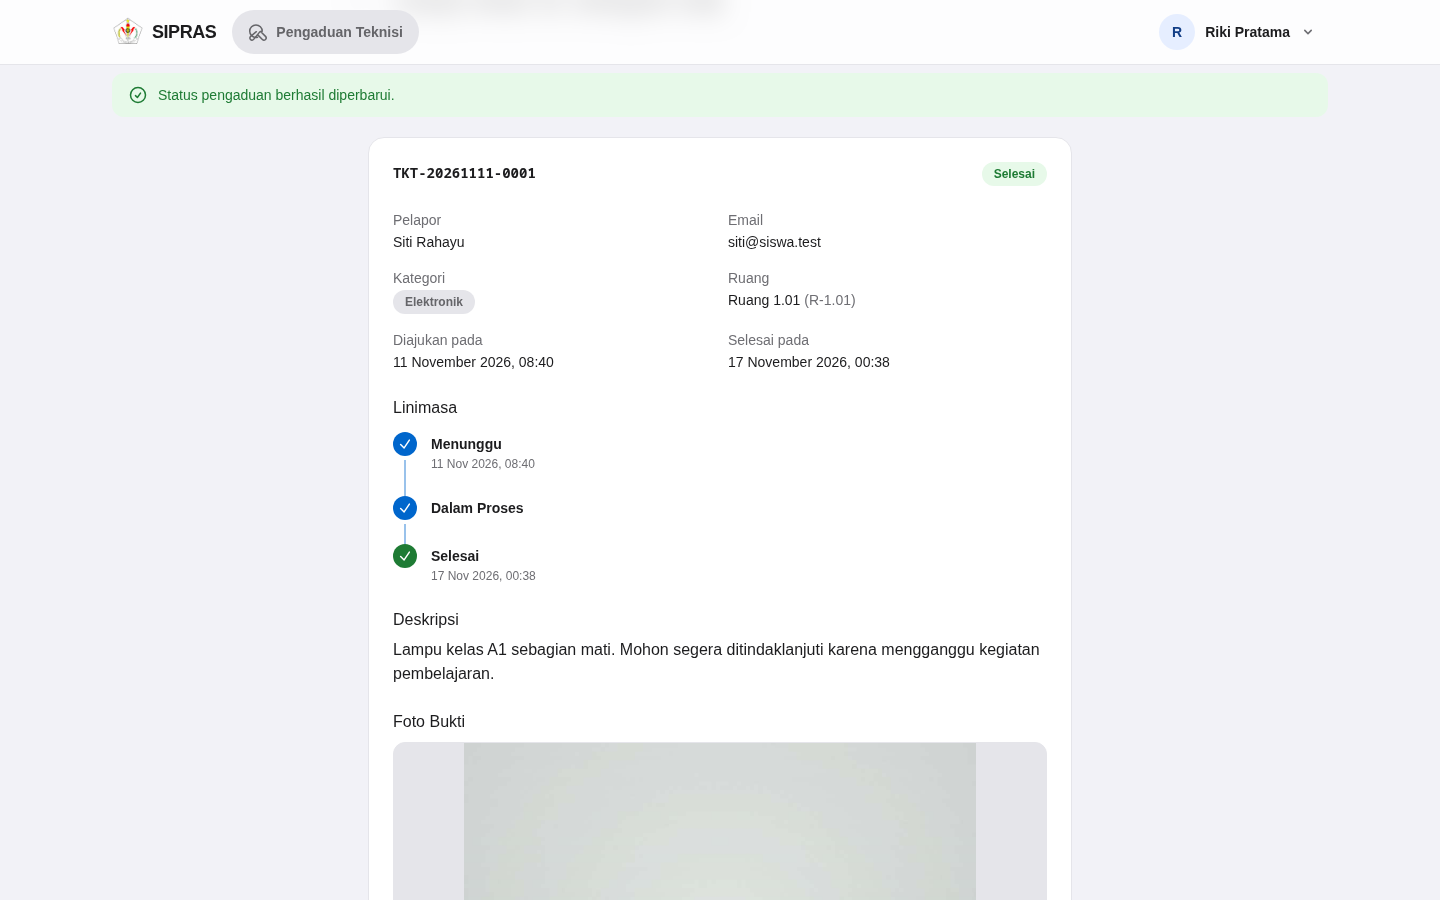 SIPRAS
Pengaduan Teknisi
R
Riki Pratama
Status pengaduan berhasil diperbarui.
TKT-20261111-0001
Selesai
Pelapor
Siti Rahayu
Email
siti@siswa.test
Kategori
Elektronik
Ruang
Ruang 1.01 (R-1.01)
Diajukan pada
11 November 2026, 08:40
Selesai pada
17 November 2026, 00:38
Linimasa
Menunggu
11 Nov 2026, 08:40
Dalam Proses
Selesai
17 Nov 2026, 00:38
Deskripsi
Lampu kelas A1 sebagian mati. Mohon segera ditindaklanjuti karena mengganggu kegiatan
pembelajaran.
Foto Bukti